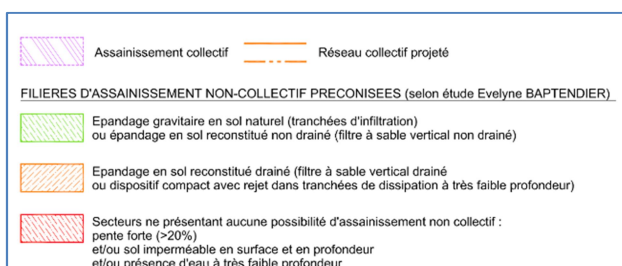 Assainissement collectif
Réseau collectif projeté
FILIERES D'ASSAINISSEMENT NON-COLLECTIF PRECONISEES (selon étude Evelyne BAPTENDIER)
Epandage gravitaire en sol naturel (tranchées d'infiltration)
ou épandage en sol reconstitué non drainé (filtre à sable vertical non drainé)
Epandage en sol reconstitué drainé (filtre à sable vertical drainé
ou dispositif compact avec rejet dans tranchées de dissipation à très faible profondeur)
Secteurs ne présentant aucune possibilité d'assainissement non collectif :
pente forte (>20%)
et/ou sol imperméable en surface et en profondeur
et/ou présence d'eau à très faible profondeur